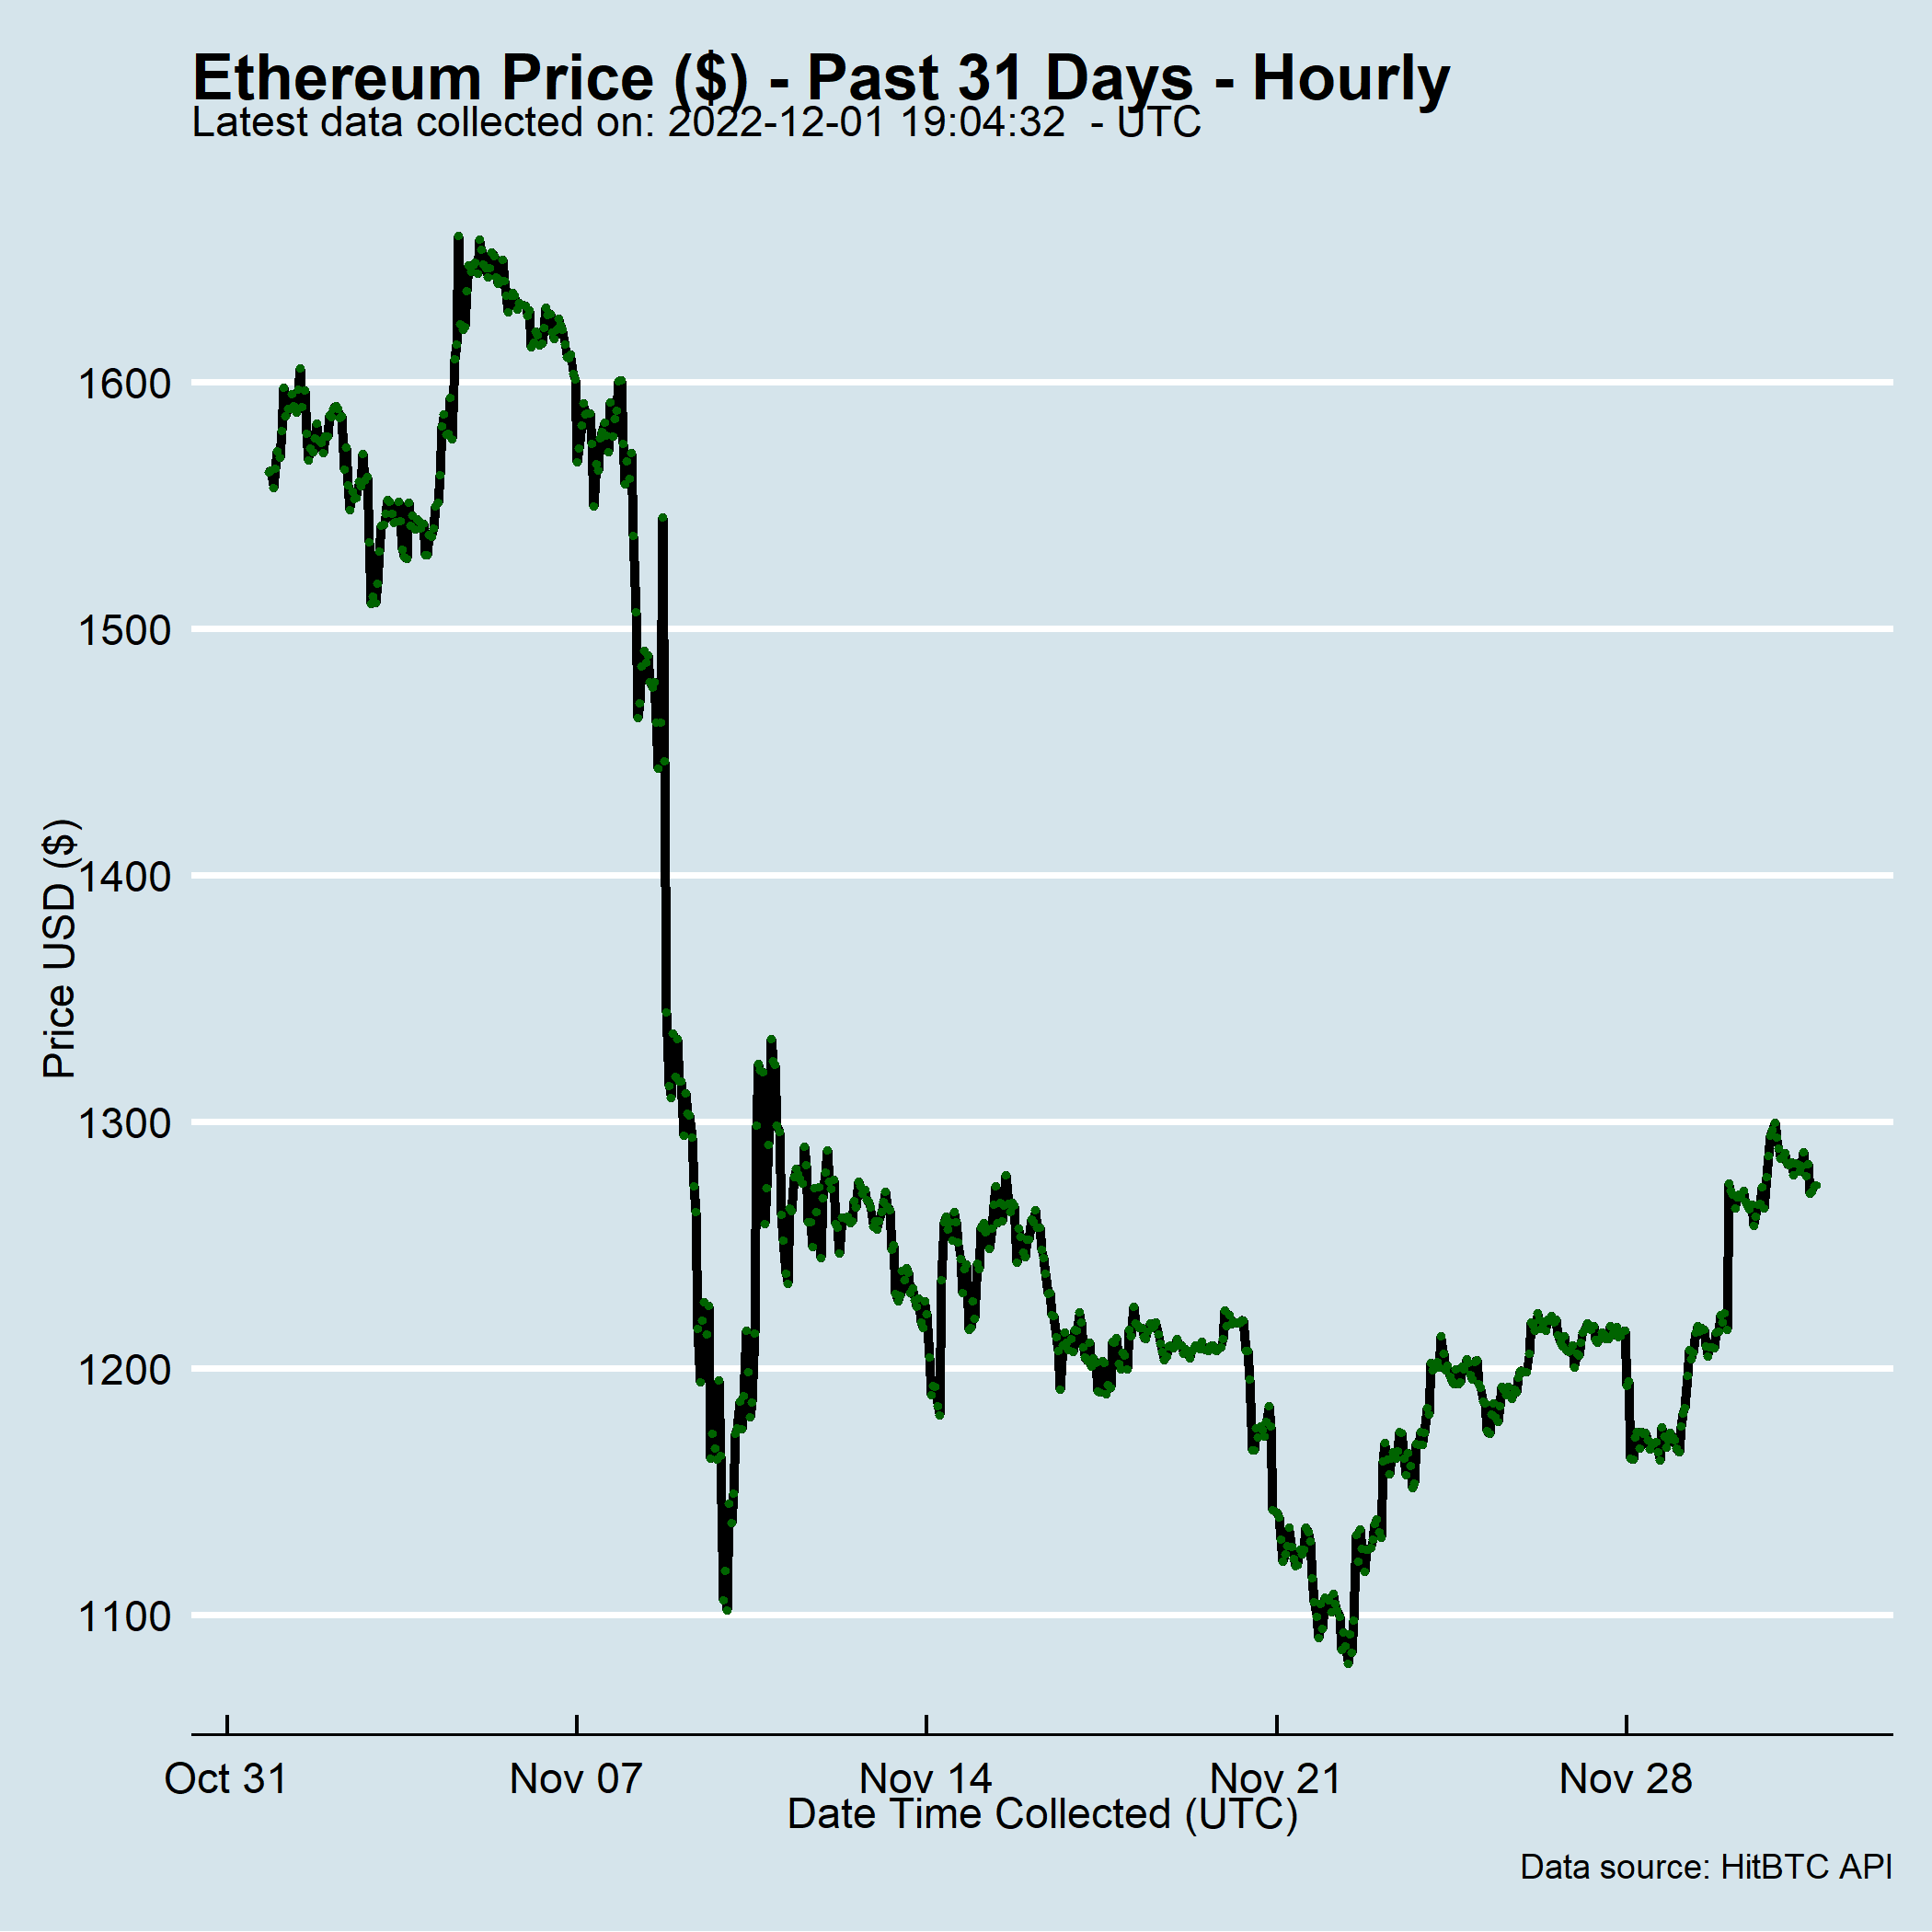 Ethereum Price ($) - Past 31 Days - Hourly
Latest data collected on: 2022-12-01 19:04:32  - UTC
1600
1500
1400
1300
1200
1100
Price USD ($)
Oct 31
Nov 07
Nov 14
Nov 21
Nov 28
Date Time Collected (UTC)
Data source: HitBTC API